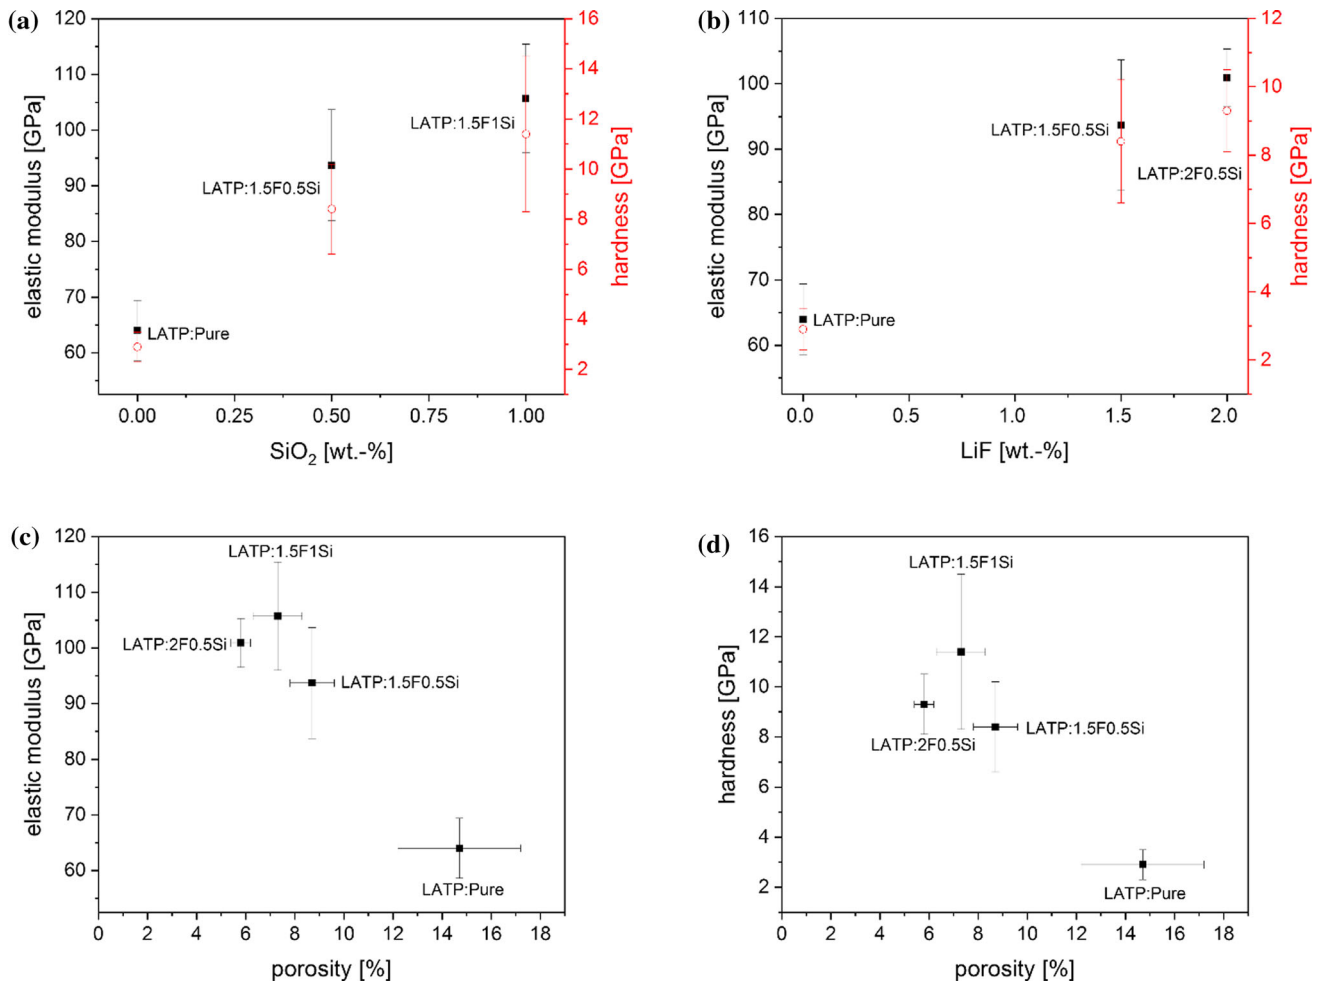 (a)
120
110
100
90
80
70
60
elastic modulus [GPa]
16
14
12
10
8
6
4
2
hardness [GPa]
LATP:1.5F1Si
LATP:1.5F0.5Si
LATP:Pure
0.00 0.25 0.50 0.75 1.00
SiO2 [wt.-%]
(b)
110
100
90
80
70
60
elastic modulus [GPa]
12
10
8
6
4
2
hardness [GPa]
LATP:1.5F0.5Si
LATP:2F0.5Si
LATP:Pure
0.0 0.5 1.0 1.5 2.0
LiF [wt.-%]
(c)
120
110
100
90
80
70
60
elastic modulus [GPa]
LATP:1.5F1Si
LATP:2F0.5Si
LATP:1.5F0.5Si
LATP:Pure
0 2 4 6 8 10 12 14 16 18
porosity [%]
(d)
16
14
12
10
8
6
4
2
hardness [GPa]
LATP:1.5F1Si
LATP:2F0.5Si
LATP:1.5F0.5Si
LATP:Pure
0 2 4 6 8 10 12 14 16 18
porosity [%]